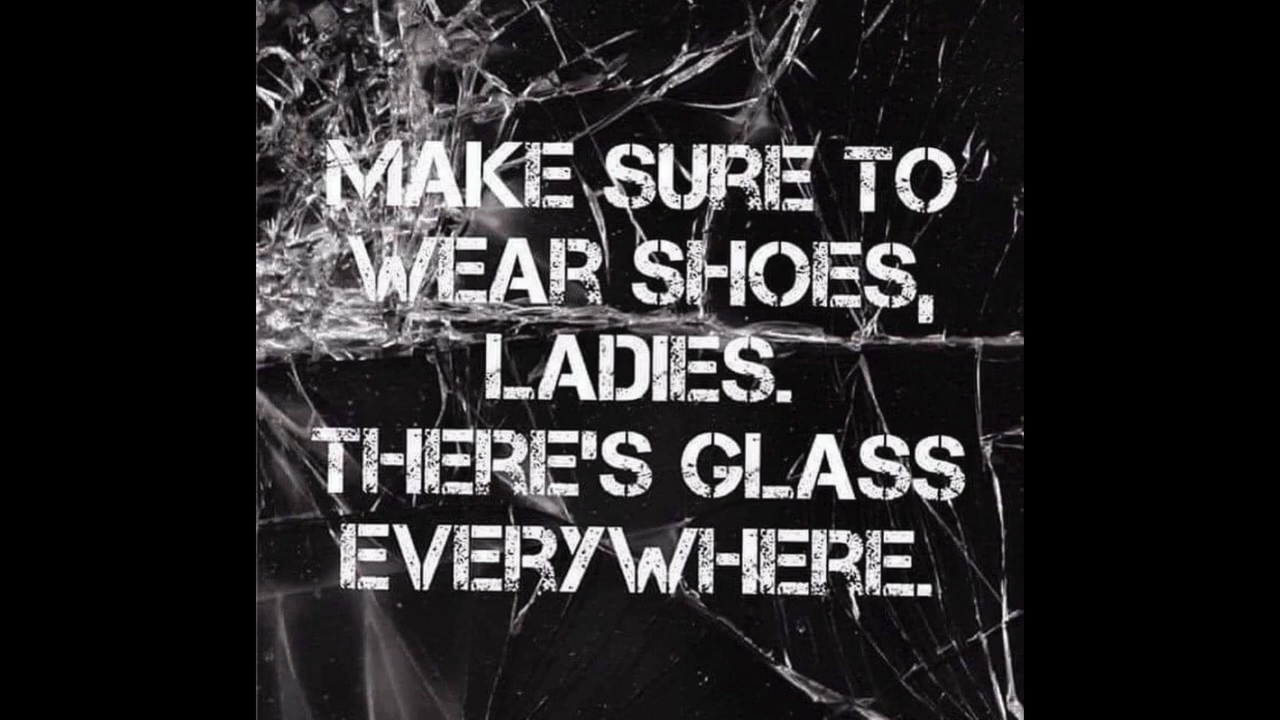 MAKE SURE TO
WEAR SHOES,
LADIES.
THERE'S GLASS
EVERYWHERE.